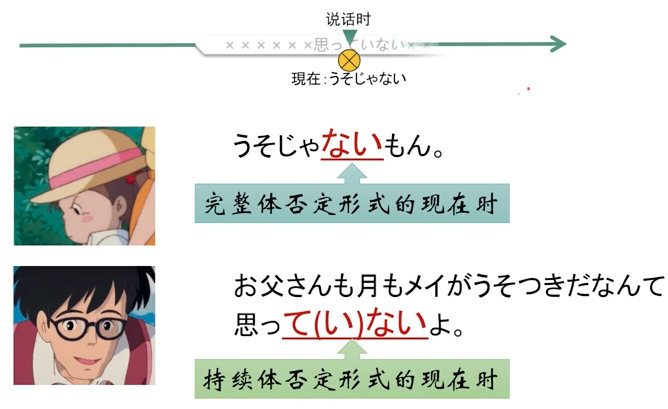 说话时
××××××思っていない××
現在：うそじゃない
うそじゃないもん。
完整体否定形式的现在时
お父さんも月もメイがうそつきだなんて
思って(い)ないよ。
持续体否定形式的现在时